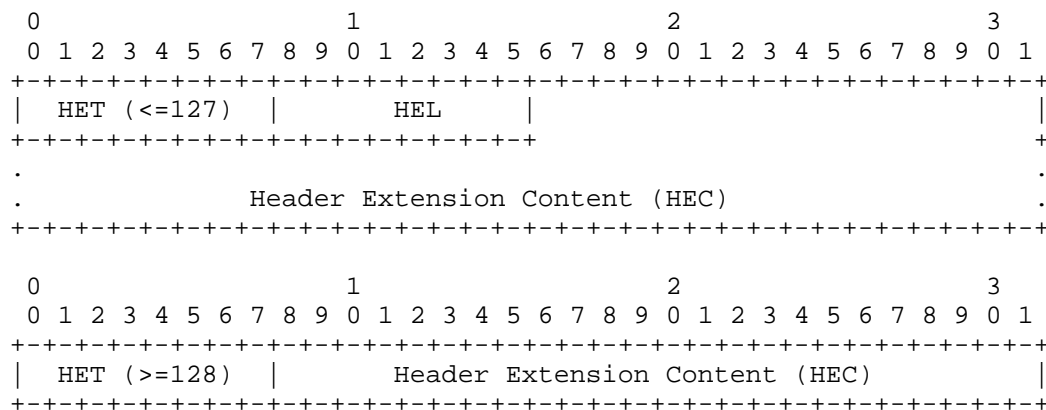 0                   1                   2                   3
 0 1 2 3 4 5 6 7 8 9 0 1 2 3 4 5 6 7 8 9 0 1 2 3 4 5 6 7 8 9 0 1
+-+-+-+-+-+-+-+-+-+-+-+-+-+-+-+-+-+-+-+-+-+-+-+-+-+-+-+-+-+-+-+-+
|  HET (<=127)  |       HEL     |                               |
+-+-+-+-+-+-+-+-+-+-+-+-+-+-+-+-+                               +
.                                                               .
.              Header Extension Content (HEC)                   .
+-+-+-+-+-+-+-+-+-+-+-+-+-+-+-+-+-+-+-+-+-+-+-+-+-+-+-+-+-+-+-+-+
 0                   1                   2                   3
 0 1 2 3 4 5 6 7 8 9 0 1 2 3 4 5 6 7 8 9 0 1 2 3 4 5 6 7 8 9 0 1
+-+-+-+-+-+-+-+-+-+-+-+-+-+-+-+-+-+-+-+-+-+-+-+-+-+-+-+-+-+-+-+-+
|  HET (>=128)  |       Header Extension Content (HEC)          |
+-+-+-+-+-+-+-+-+-+-+-+-+-+-+-+-+-+-+-+-+-+-+-+-+-+-+-+-+-+-+-+-+